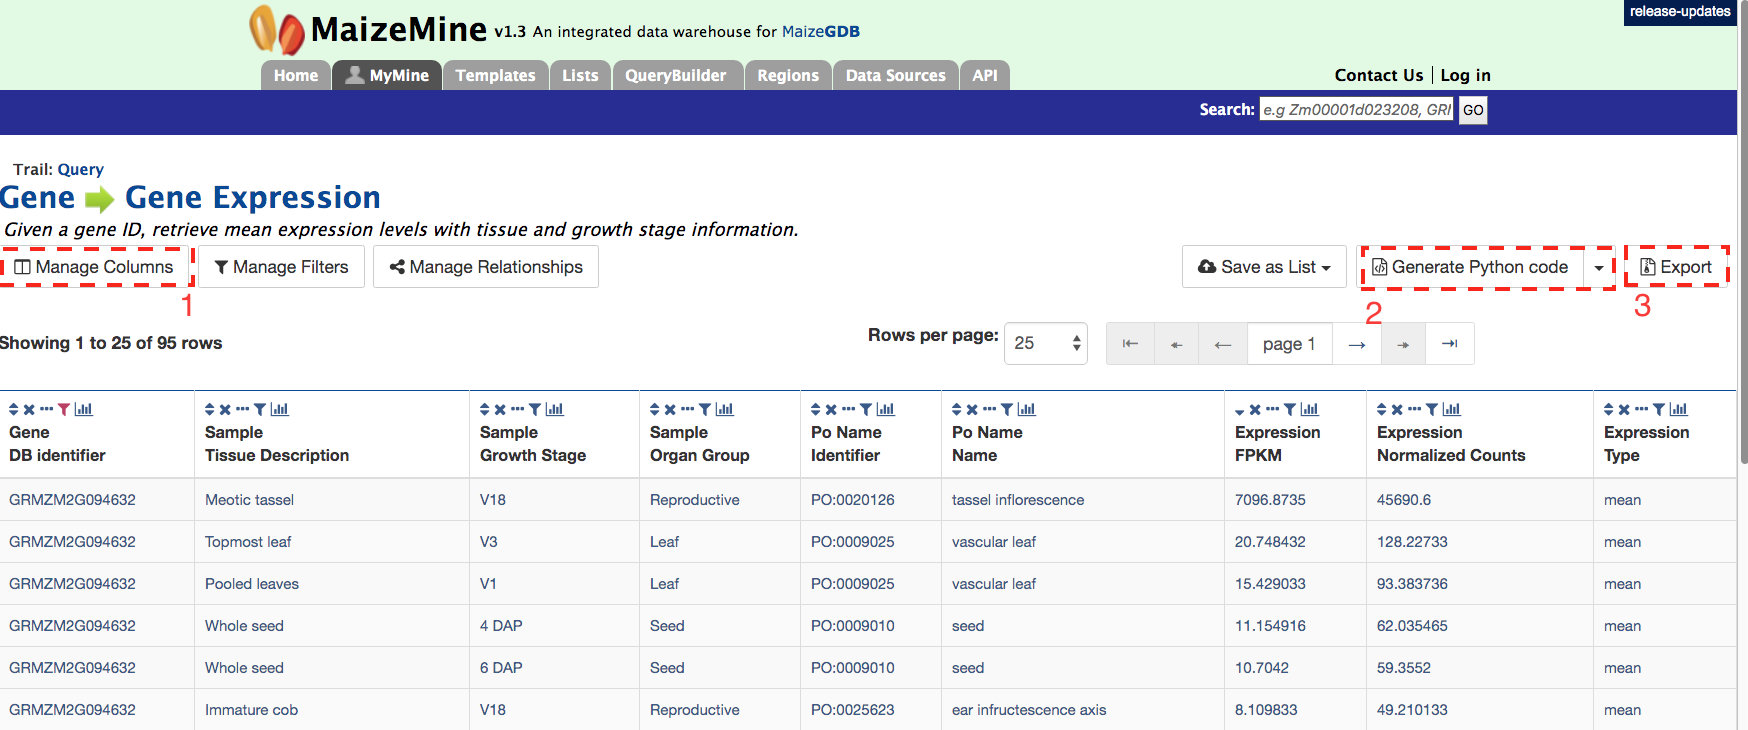 release-updates
MaizeMine v1.3 An integrated data warehouse for MaizeGDB
Home MyMine Templates Lists QueryBuilder Regions Data Sources API Contact Us Log in
Search: e.g Zm00001d023208, GRI GO
Trail: Query
Gene Gene Expression
Given a gene ID, retrieve mean expression levels with tissue and growth stage information.
Manage Columns Manage Filters Manage Relationships Save as List Generate Python code Export
1 2 3
Showing 1 to 25 of 95 rows Rows per page: 25 page 1
Gene Sample Sample Sample Po Name Po Name Expression Expression Expression
DB identifier Tissue Description Growth Stage Organ Group Identifier Name FPKM Normalized Counts Type
GRMZM2G094632 Meotic tassel V18 Reproductive PO:0020126 tassel inflorescence 7096.8735 45690.6 mean
GRMZM2G094632 Topmost leaf V3 Leaf PO:0009025 vascular leaf 20.748432 128.22733 mean
GRMZM2G094632 Pooled leaves V1 Leaf PO:0009025 vascular leaf 15.429033 93.383736 mean
GRMZM2G094632 Whole seed 4 DAP Seed PO:0009010 seed 11.154916 62.035465 mean
GRMZM2G094632 Whole seed 6 DAP Seed PO:0009010 seed 10.7042 59.3552 mean
GRMZM2G094632 Immature cob V18 Reproductive PO:0025623 ear infructescence axis 8.109833 49.210133 mean